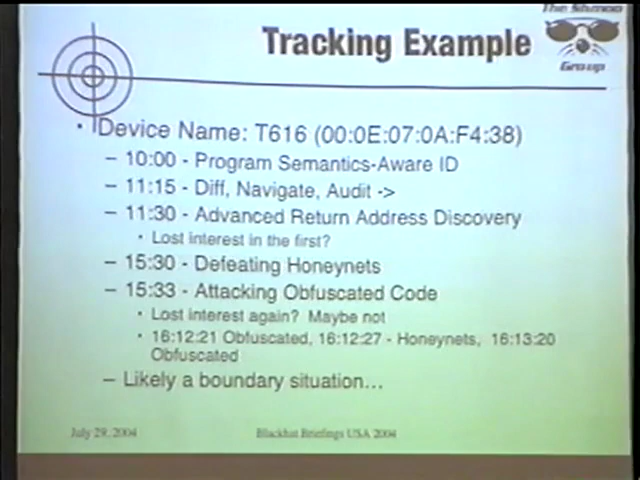 The Shmoo
Group
Tracking Example
• Device Name: T616 (00:0E:07:0A:F4:38)
– 10:00 - Program Semantics-Aware ID
– 11:15 - Diff, Navigate, Audit ->
– 11:30 - Advanced Return Address Discovery
• Lost interest in the first?
– 15:30 - Defeating Honeynets
– 15:33 - Attacking Obfuscated Code
• Lost interest again? Maybe not
• 16:12:21 Obfuscated, 16:12:27 - Honeynets, 16:13:20
Obfuscated
– Likely a boundary situation...
July 29, 2004
Blackhat Briefings USA 2004